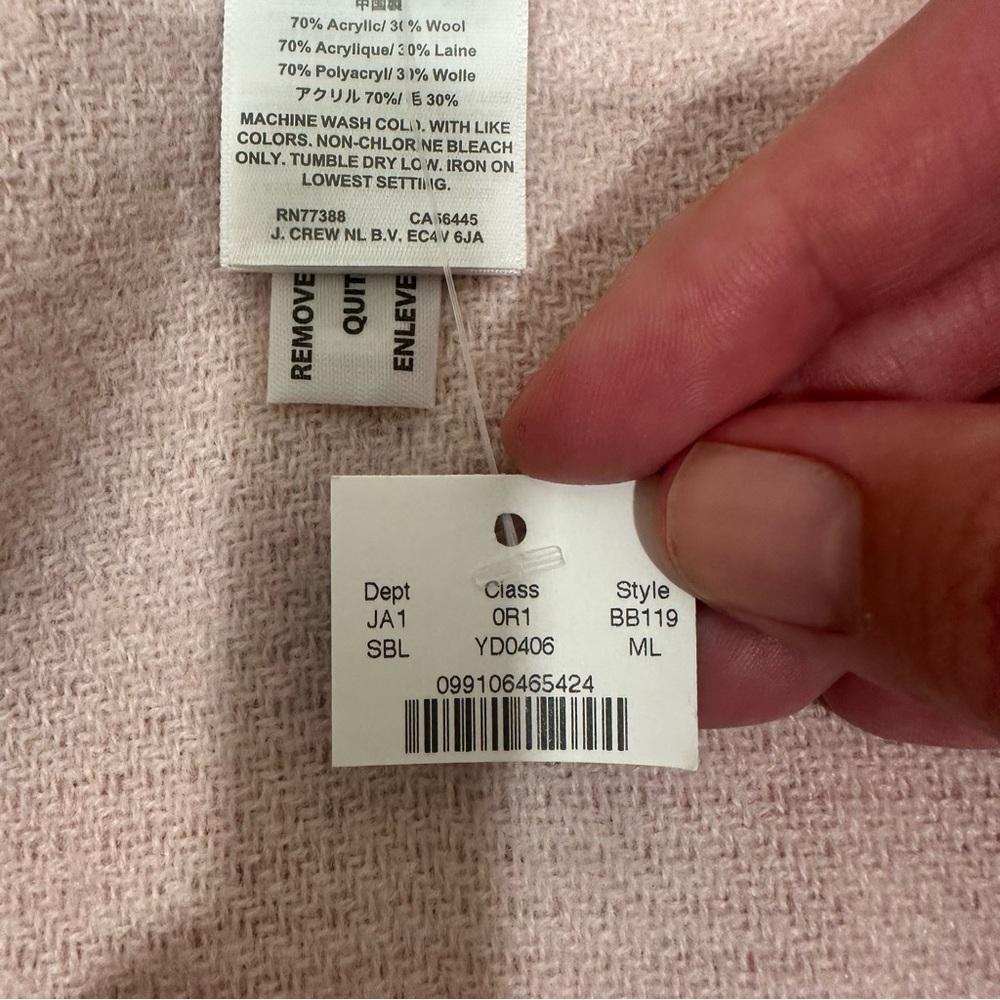 中国製
70% Acrylic/ 30% Wool
70% Acrylique/ 30% Laine
70% Polyacryl/ 30% Wolle
アクリル 70%/ 毛 30%
MACHINE WASH COLD. WITH LIKE
COLORS. NON-CHLORINE BLEACH
ONLY. TUMBLE DRY LOW. IRON ON
LOWEST SETTING.
RN77388 CA56445
J. CREW NL B.V. EC4V 6JA
REMOVE
QUIT
ENLEVE
Dept Class Style
JA1 0R1 BB119
SBL YD0406 ML
099106465424